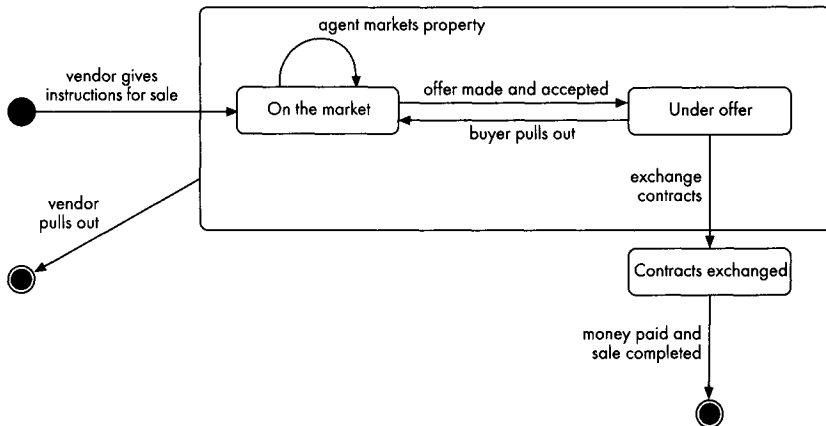 agent markets property
vendor gives
instructions for sale
On the market
offer made and accepted
Under offer
buyer pulls out
exchange
contracts
vendor
pulls out
Contracts exchanged
money paid and
sale completed